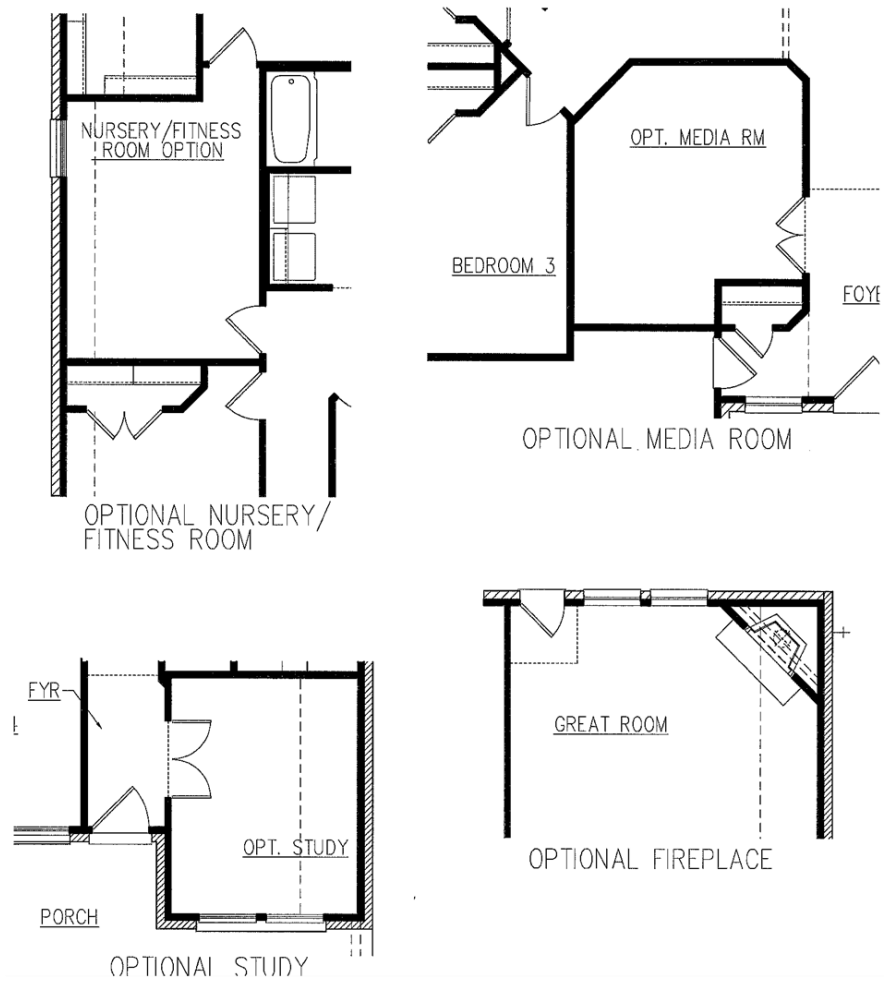 NURSERY/FITNESS
ROOM OPTION
OPTIONAL NURSERY/
FITNESS ROOM
OPT. MEDIA RM
BEDROOM 3
FOYE
OPTIONAL MEDIA ROOM
FYR
OPT. STUDY
PORCH
OPTIONAL STUDY
GREAT ROOM
OPTIONAL FIREPLACE